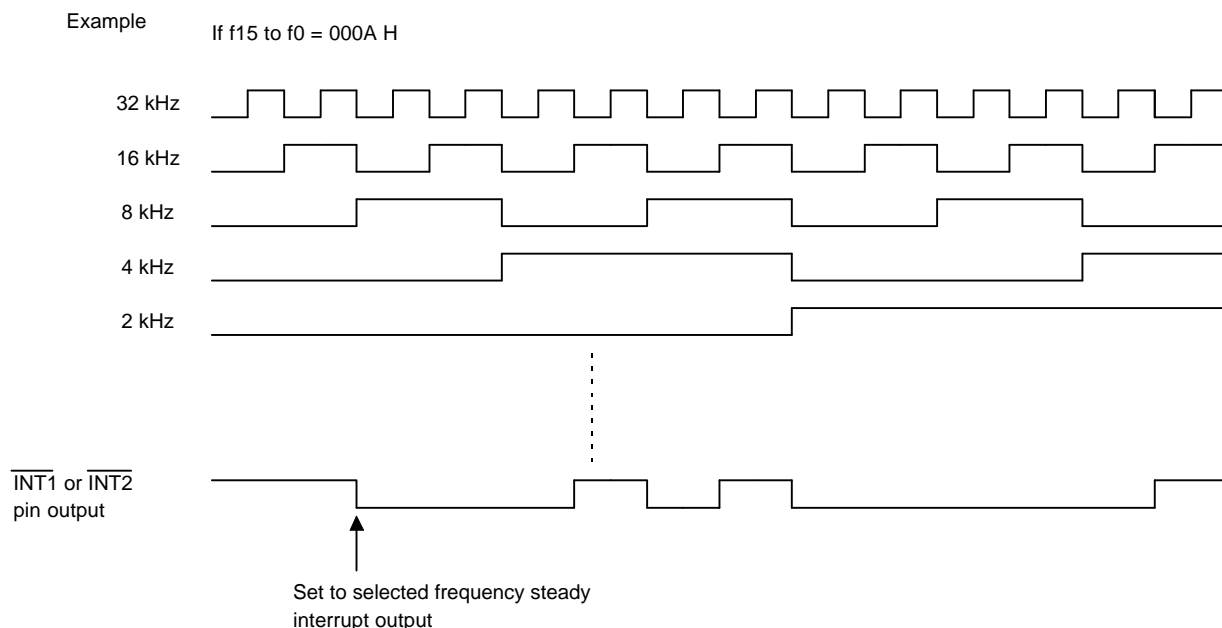 Example
If f15 to f0 = 000A H
32 kHz
16 kHz
8 kHz
4 kHz
2 kHz
INT1 or INT2
pin output
Set to selected frequency steady
interrupt output